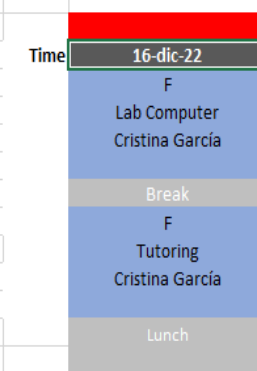 Time 16-dic-22
F
Lab Computer
Cristina García
Break
F
Tutoring
Cristina García
Lunch